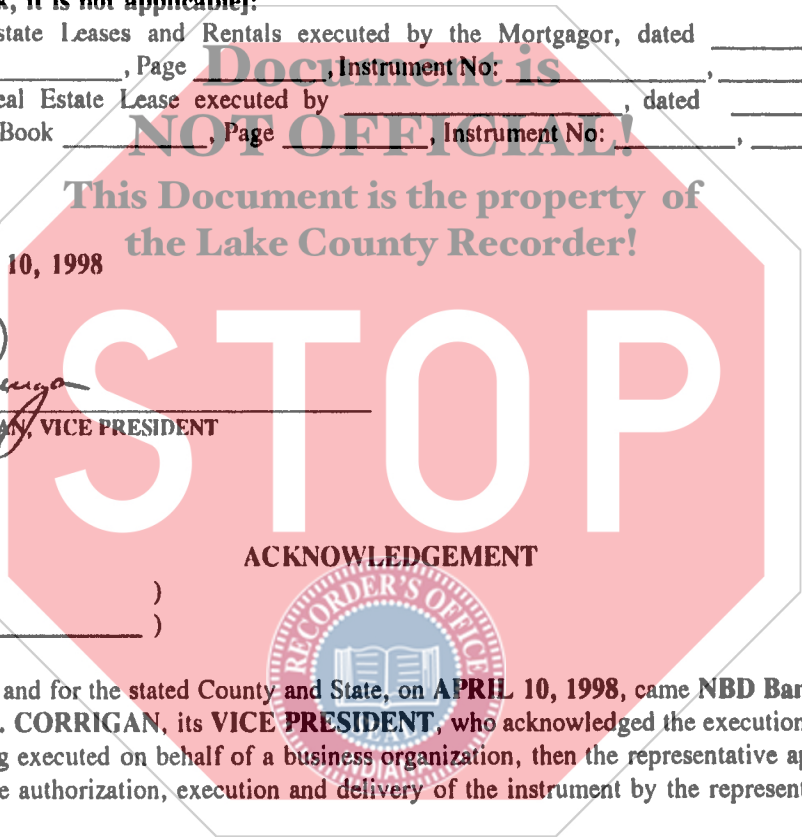 k, it is not applicable]:
state Leases and Rentals executed by the Mortgagor, dated
, Page , Instrument No: ,
Document is
eal Estate Lease executed by , dated
Book , Page , Instrument No: ,
NOT OFFICIAL!
This Document is the property of
the Lake County Recorder!
10, 1998
STOP
AN, VICE PRESIDENT
ACKNOWLEDGEMENT
)
)
RECORDER'S OFFICE
and for the stated County and State, on APRIL 10, 1998, came NBD Ban
. CORRIGAN, its VICE PRESIDENT, who acknowledged the execution
SEAL
g executed on behalf of a business organization, then the representative ap
e authorization, execution and delivery of the instrument by the represent